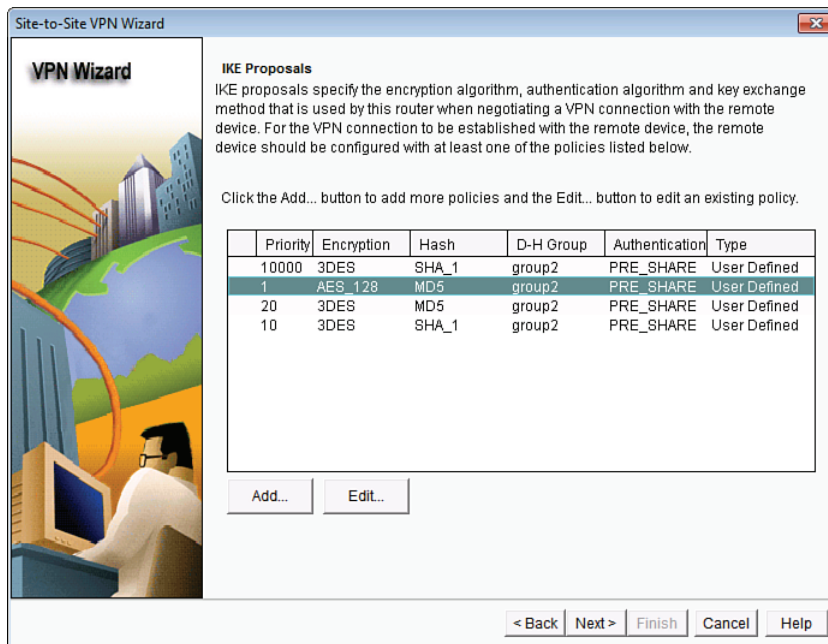 Site-to-Site VPN Wizard
VPN Wizard
IKE Proposals
IKE proposals specify the encryption algorithm, authentication algorithm and key exchange
method that is used by this router when negotiating a VPN connection with the remote
device. For the VPN connection to be established with the remote device, the remote
device should be configured with at least one of the policies listed below.
Click the Add... button to add more policies and the Edit... button to edit an existing policy.
Priority Encryption Hash D-H Group Authentication Type
10000 3DES SHA_1 group2 PRE_SHARE User Defined
1 AES_128 MD5 group2 PRE_SHARE User Defined
20 3DES MD5 group2 PRE_SHARE User Defined
10 3DES SHA_1 group2 PRE_SHARE User Defined
Add... Edit...
< Back Next > Finish Cancel Help